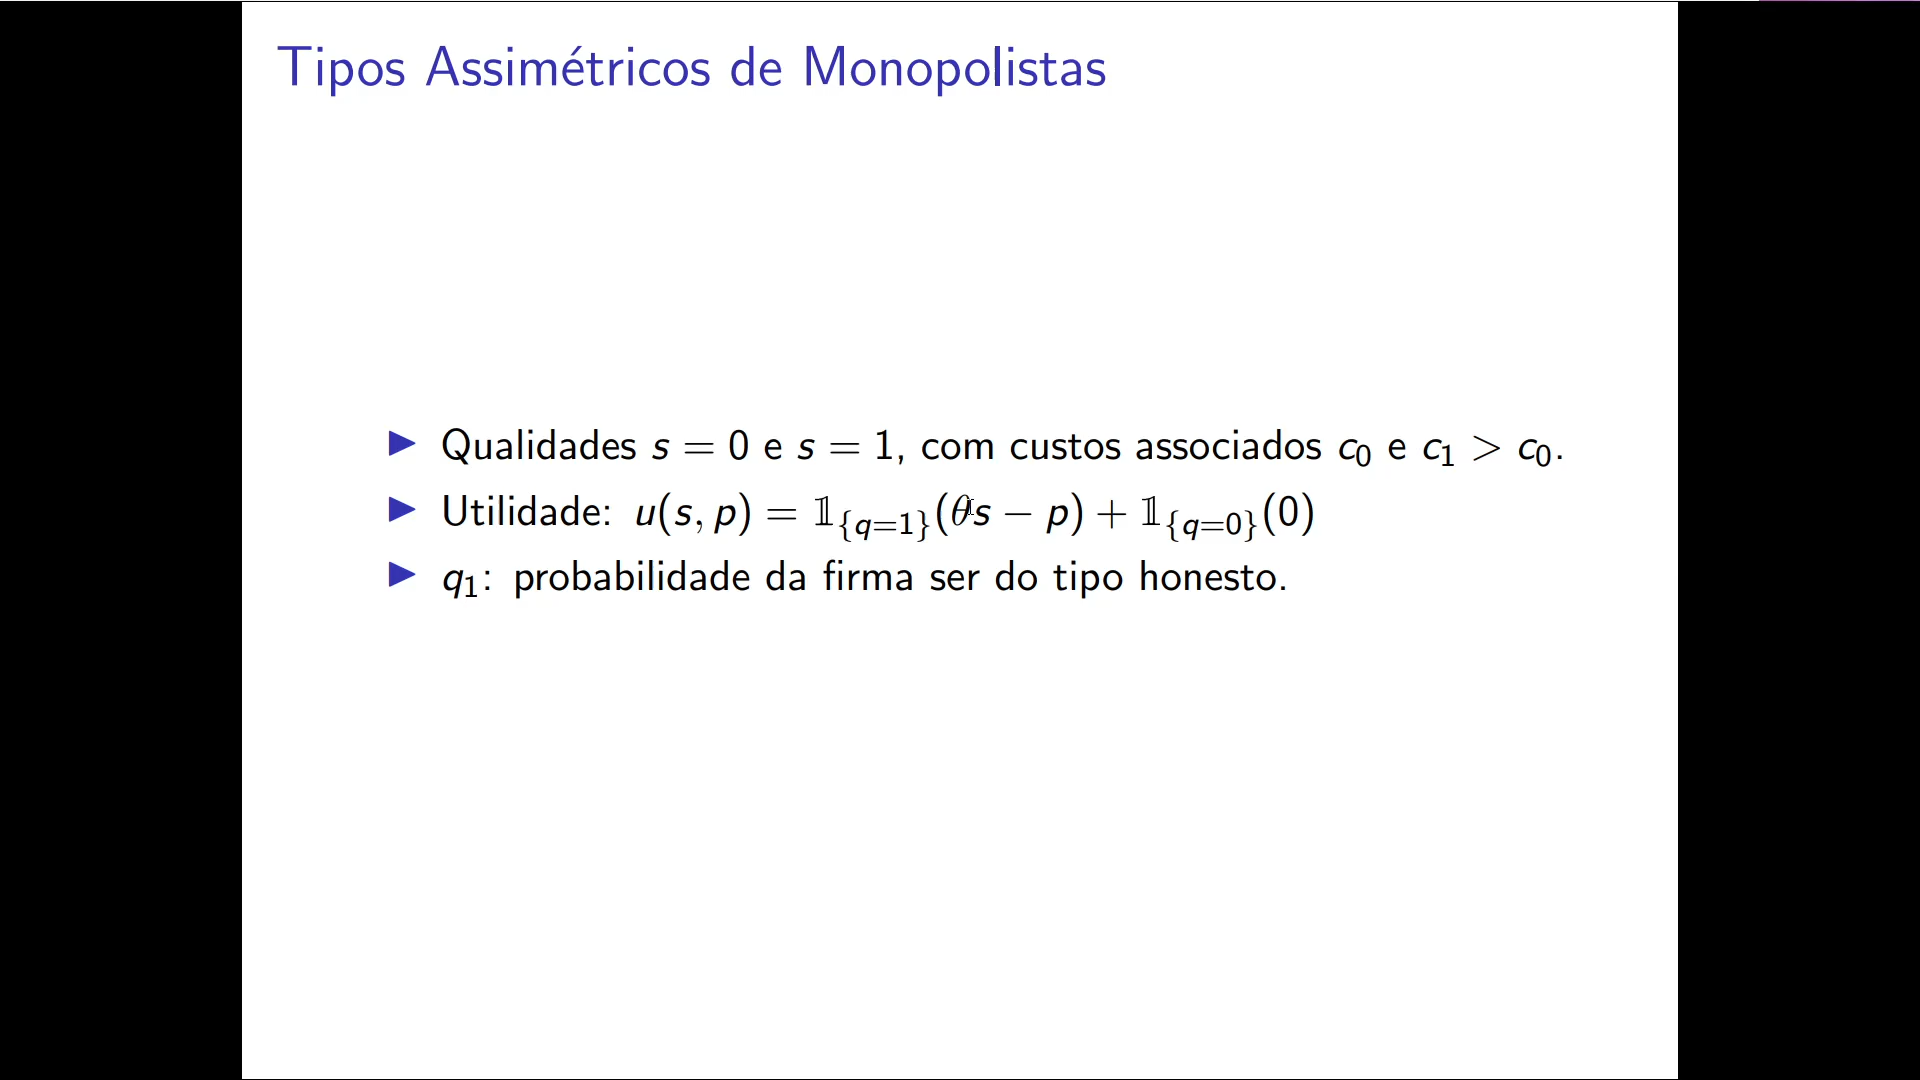 Tipos Assimétricos de Monopolistas
▶ Qualidades s = 0 e s = 1, com custos associados c₀ e c₁ > c₀.
▶ Utilidade: u(s, p) = 𝟙_{q=1}(θs − p) + 𝟙_{q=0}(0)
▶ q₁: probabilidade da firma ser do tipo honesto.